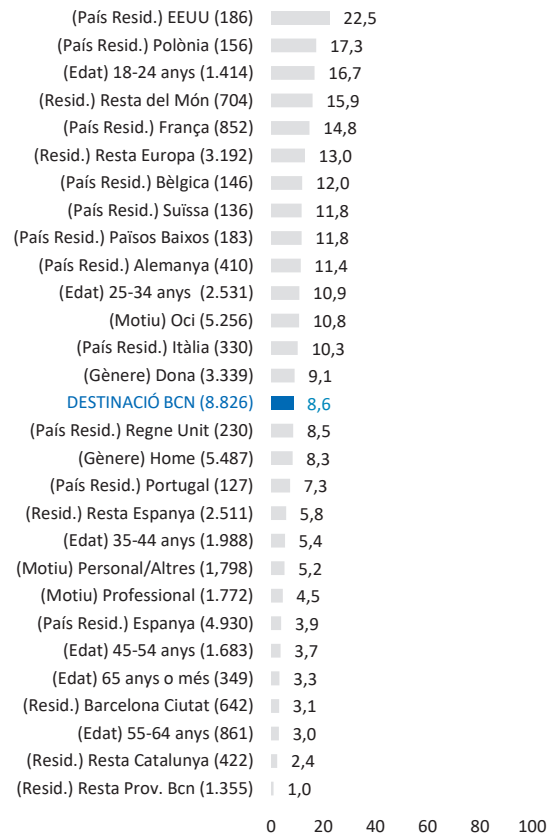 (País Resid.) EEUU (186) 22,5
(País Resid.) Polònia (156) 17,3
(Edat) 18-24 anys (1.414) 16,7
(Resid.) Resta del Món (704) 15,9
(País Resid.) França (852) 14,8
(Resid.) Resta Europa (3.192) 13,0
(País Resid.) Bèlgica (146) 12,0
(País Resid.) Suïssa (136) 11,8
(País Resid.) Països Baixos (183) 11,8
(País Resid.) Alemanya (410) 11,4
(Edat) 25-34 anys (2.531) 10,9
(Motiu) Oci (5.256) 10,8
(País Resid.) Itàlia (330) 10,3
(Gènere) Dona (3.339) 9,1
DESTINACIÓ BCN (8.826) 8,6
(País Resid.) Regne Unit (230) 8,5
(Gènere) Home (5.487) 8,3
(País Resid.) Portugal (127) 7,3
(Resid.) Resta Espanya (2.511) 5,8
(Edat) 35-44 anys (1.988) 5,4
(Motiu) Personal/Altres (1,798) 5,2
(Motiu) Professional (1.772) 4,5
(País Resid.) Espanya (4.930) 3,9
(Edat) 45-54 anys (1.683) 3,7
(Edat) 65 anys o més (349) 3,3
(Resid.) Barcelona Ciutat (642) 3,1
(Edat) 55-64 anys (861) 3,0
(Resid.) Resta Catalunya (422) 2,4
(Resid.) Resta Prov. Bcn (1.355) 1,0
0 20 40 60 80 100